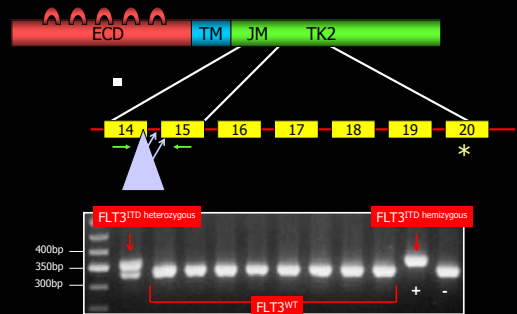 ECD TM JM TK2
14 15 16 17 18 19 20
*
FLT3ITD heterozygous FLT3ITD hemizygous
400bp
350bp
300bp
+ -
FLT3WT